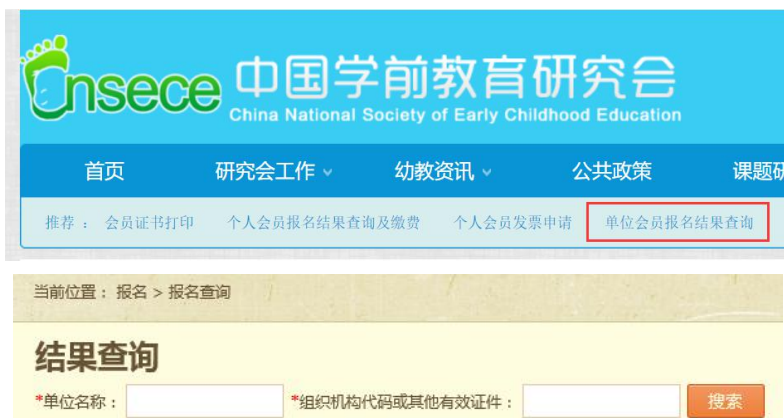 cnsece 中国学前教育研究会
China National Society of Early Childhood Education
首页 研究会工作 幼教资讯 公共政策 课题研
推荐： 会员证书打印 个人会员报名结果查询及缴费 个人会员发票申请 单位会员报名结果查询
当前位置：报名 > 报名查询
结果查询
*单位名称： *组织机构代码或其他有效证件： 搜索